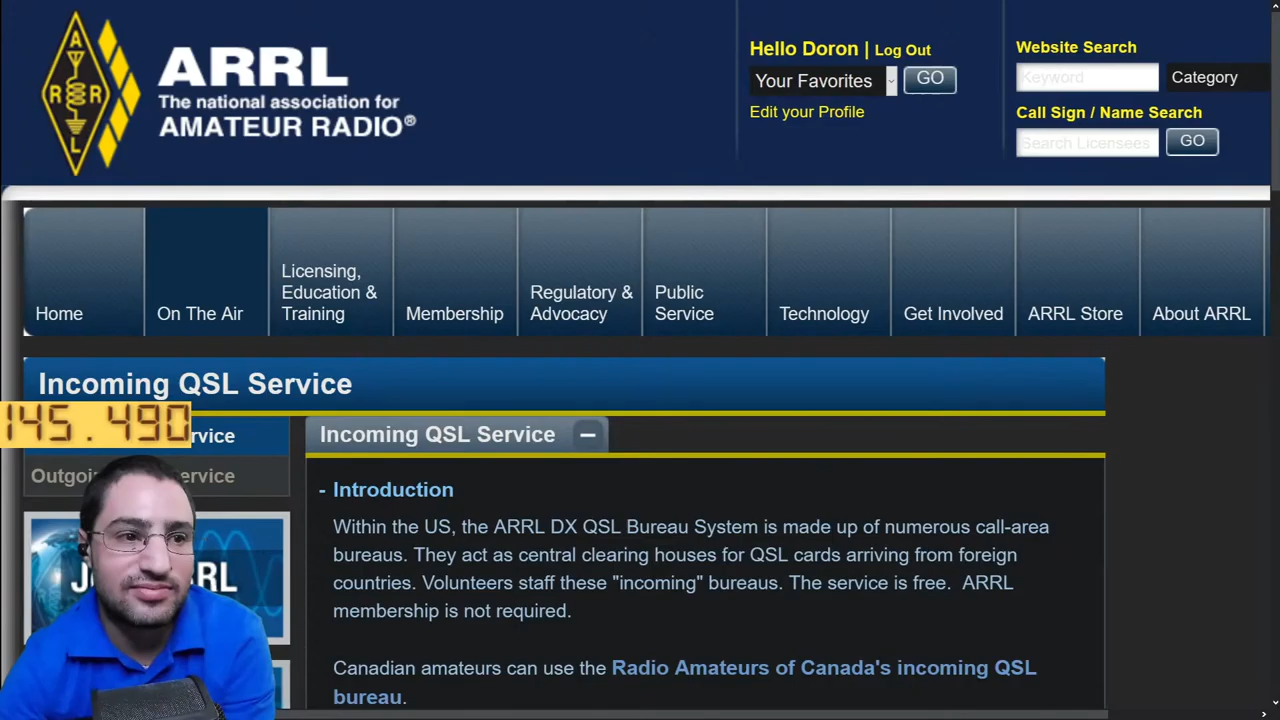 A
R R
L
ARRL
The national association for
AMATEUR RADIO®
Hello Doron | Log Out
Your Favorites GO
Edit your Profile
Website Search
Keyword Category
Call Sign / Name Search
Search Licensees GO
Home
On The Air
Licensing,
Education &
Training
Membership
Regulatory &
Advocacy
Public
Service
Technology
Get Involved
ARRL Store
About ARRL
Incoming QSL Service
145.490
Incoming QSL Service −
- Introduction
Within the US, the ARRL DX QSL Bureau System is made up of numerous call-area
bureaus. They act as central clearing houses for QSL cards arriving from foreign
countries. Volunteers staff these "incoming" bureaus. The service is free. ARRL
membership is not required.
Canadian amateurs can use the Radio Amateurs of Canada's incoming QSL
bureau.